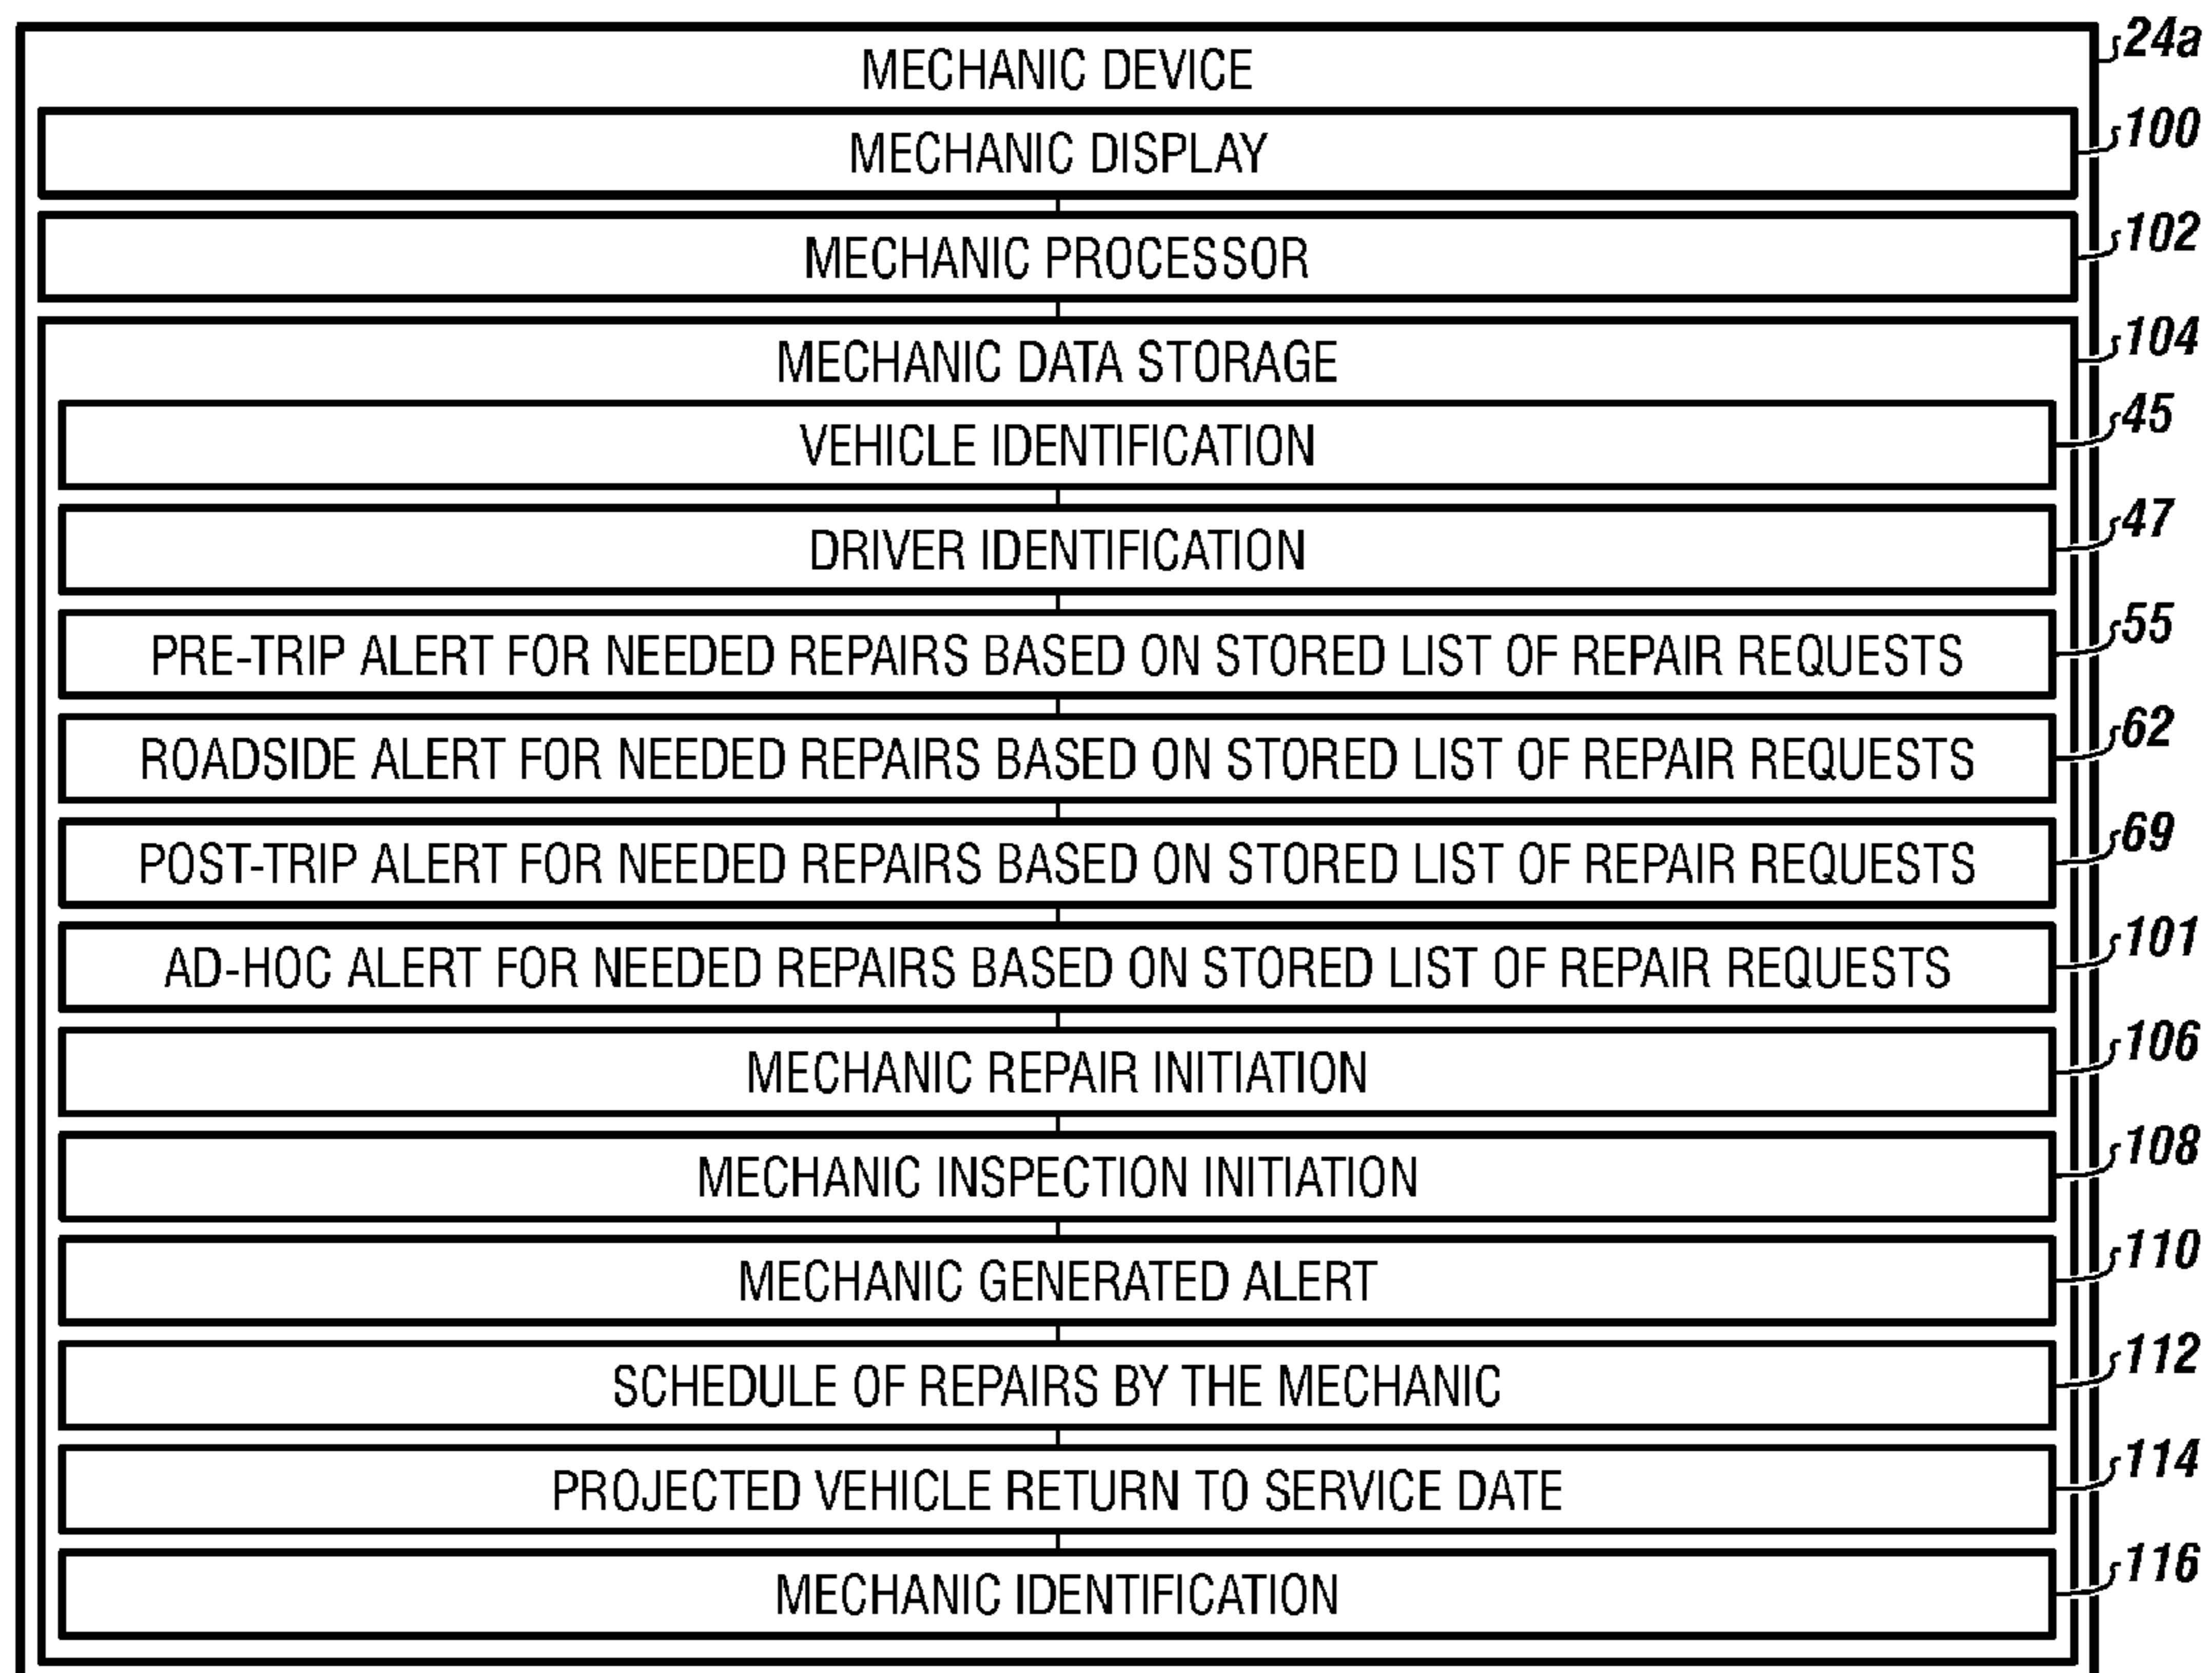 MECHANIC DEVICE 24a
MECHANIC DISPLAY 100
MECHANIC PROCESSOR 102
MECHANIC DATA STORAGE 104
VEHICLE IDENTIFICATION 45
DRIVER IDENTIFICATION 47
PRE-TRIP ALERT FOR NEEDED REPAIRS BASED ON STORED LIST OF REPAIR REQUESTS 55
ROADSIDE ALERT FOR NEEDED REPAIRS BASED ON STORED LIST OF REPAIR REQUESTS 62
POST-TRIP ALERT FOR NEEDED REPAIRS BASED ON STORED LIST OF REPAIR REQUESTS 69
AD-HOC ALERT FOR NEEDED REPAIRS BASED ON STORED LIST OF REPAIR REQUESTS 101
MECHANIC REPAIR INITIATION 106
MECHANIC INSPECTION INITIATION 108
MECHANIC GENERATED ALERT 110
SCHEDULE OF REPAIRS BY THE MECHANIC 112
PROJECTED VEHICLE RETURN TO SERVICE DATE 114
MECHANIC IDENTIFICATION 116